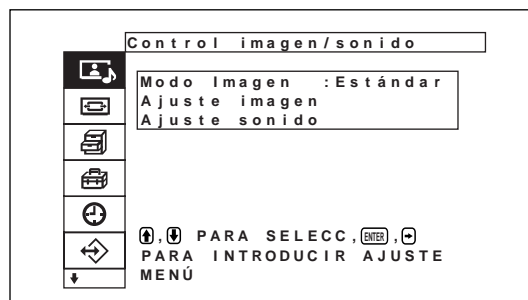 Control imagen/sonido
Modo Imagen :Estándar
Ajuste imagen
Ajuste sonido
, PARA SELECC, ENTER ,
PARA INTRODUCIR AJUSTE
MENÚ